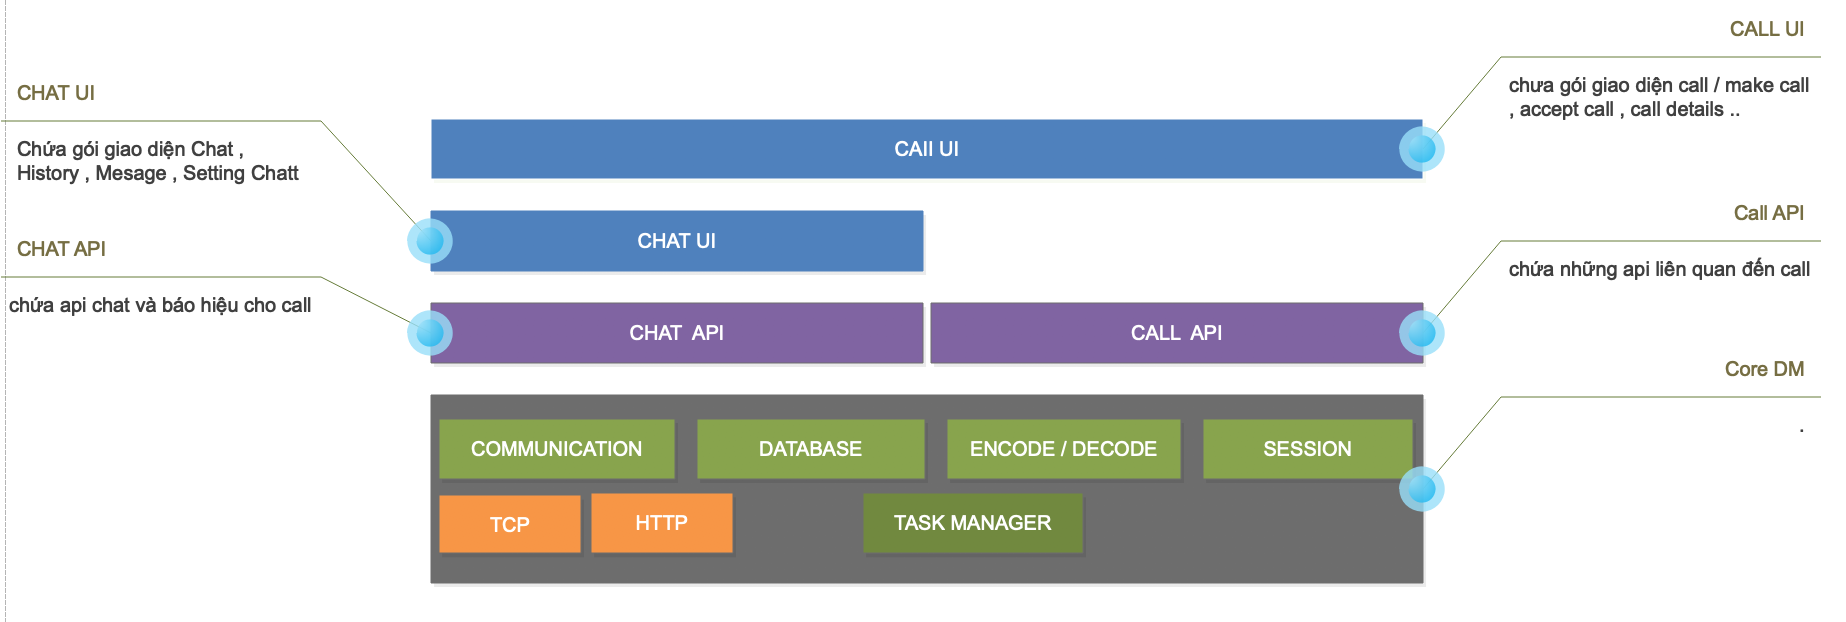 CALL UI
chưa gói giao diện call / make call
, accept call , call details ..
CHAT UI
Chứa gói giao diện Chat ,
History , Mesage , Setting Chatt
CAII UI
CHAT UI
Call API
chứa những api liên quan đến call
CHAT API
chứa api chat và báo hiệu cho call
CHAT API
CALL API
Core DM
.
COMMUNICATION
DATABASE
ENCODE / DECODE
SESSION
TCP
HTTP
TASK MANAGER